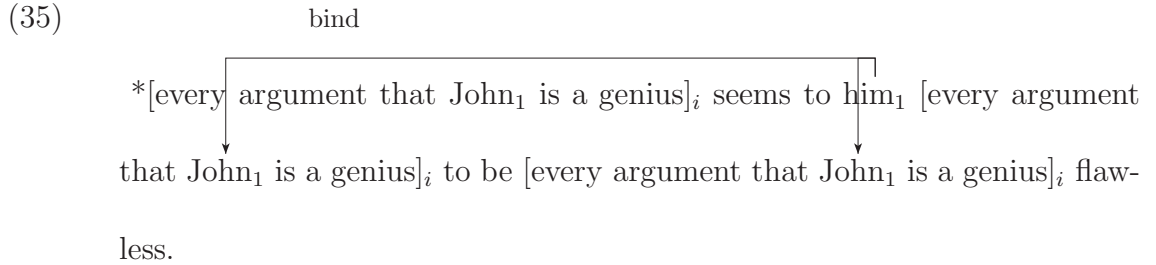 (35) bind
*[every argument that John₁ is a genius]ᵢ seems to him₁ [every argument
that John₁ is a genius]ᵢ to be [every argument that John₁ is a genius]ᵢ flaw-
less.